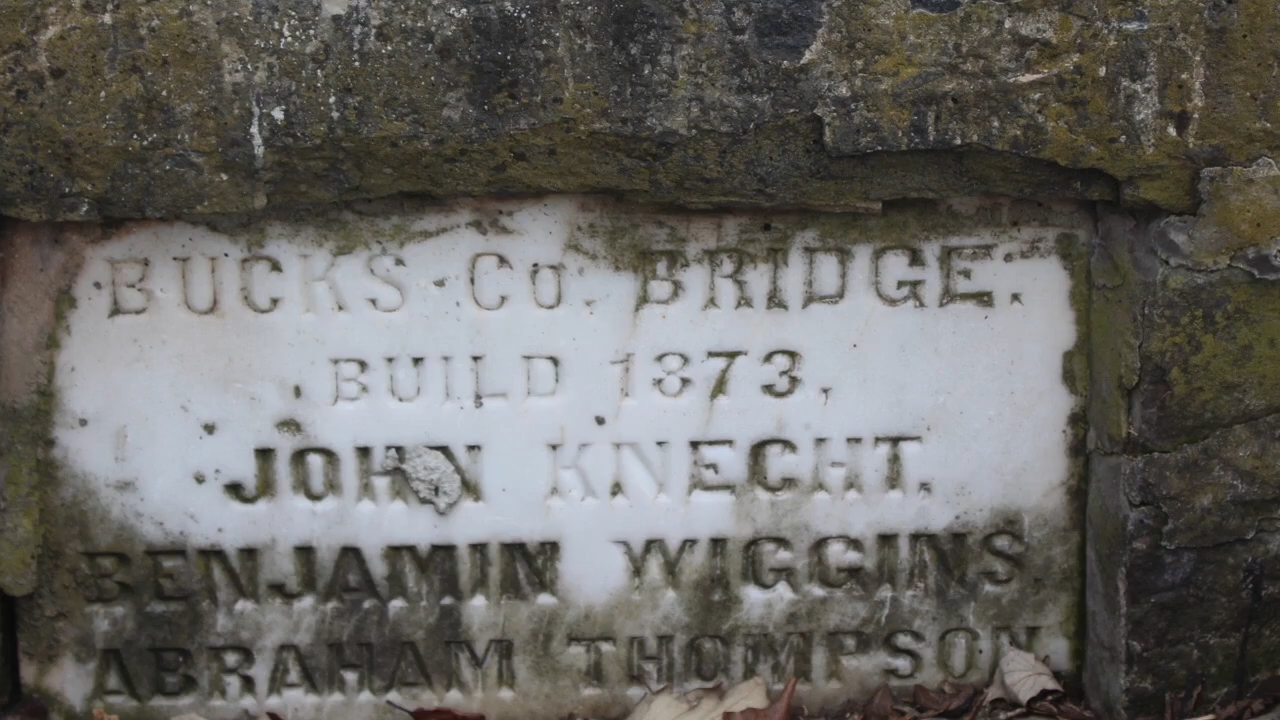 BUCKS Co. BRIDGE.
BUILD 1873,
JOHN KNECHT.
BENJAMIN WIGGINS.
ABRAHAM THOMPSON.